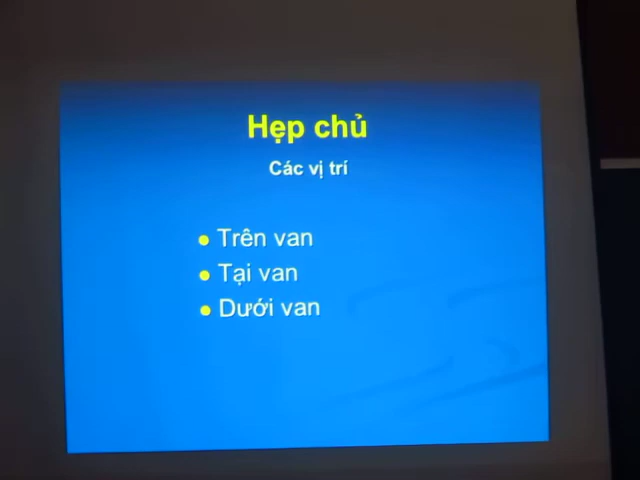 Hẹp chủ
Các vị trí
Trên van
Tại van
Dưới van